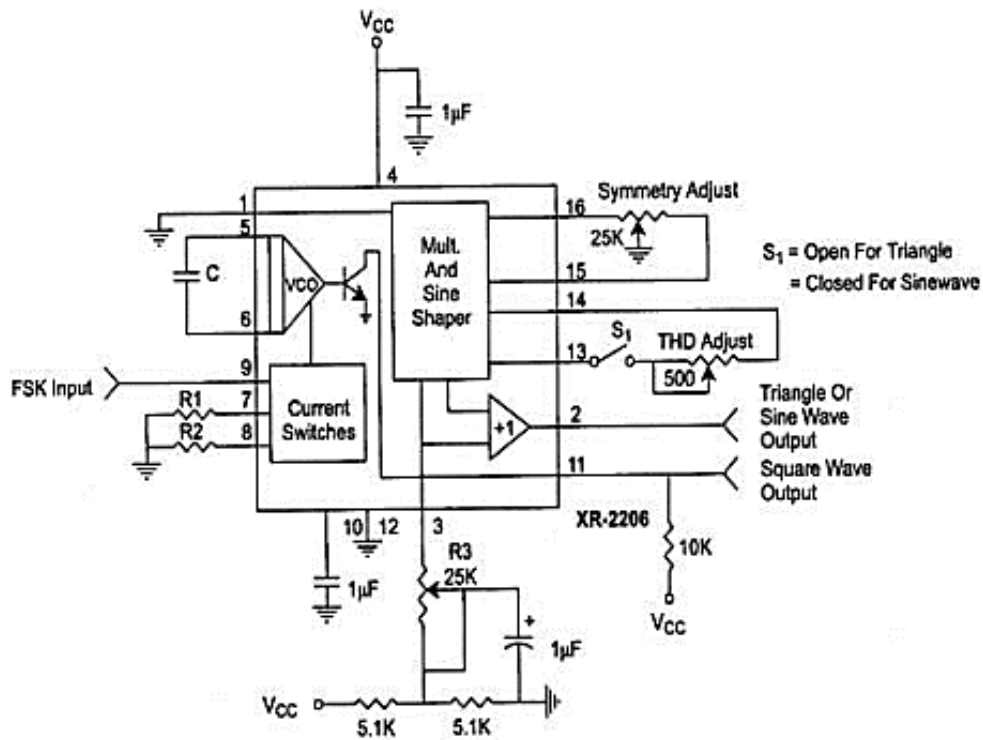 VCC
1µF
4
1
16
Symmetry Adjust
25K
5
Mult.
And
Sine
Shaper
15
S1 = Open For Triangle
= Closed For Sinewave
C
VCO
14
6
13
S1
THD Adjust
500
9
FSK Input
7
R1
Current
Switches
8
R2
+1
2
Triangle Or
Sine Wave
Output
11
Square Wave
Output
XR-2206
10
12
3
10K
R3
25K
1µF
VCC
+
1µF
VCC
5.1K
5.1K